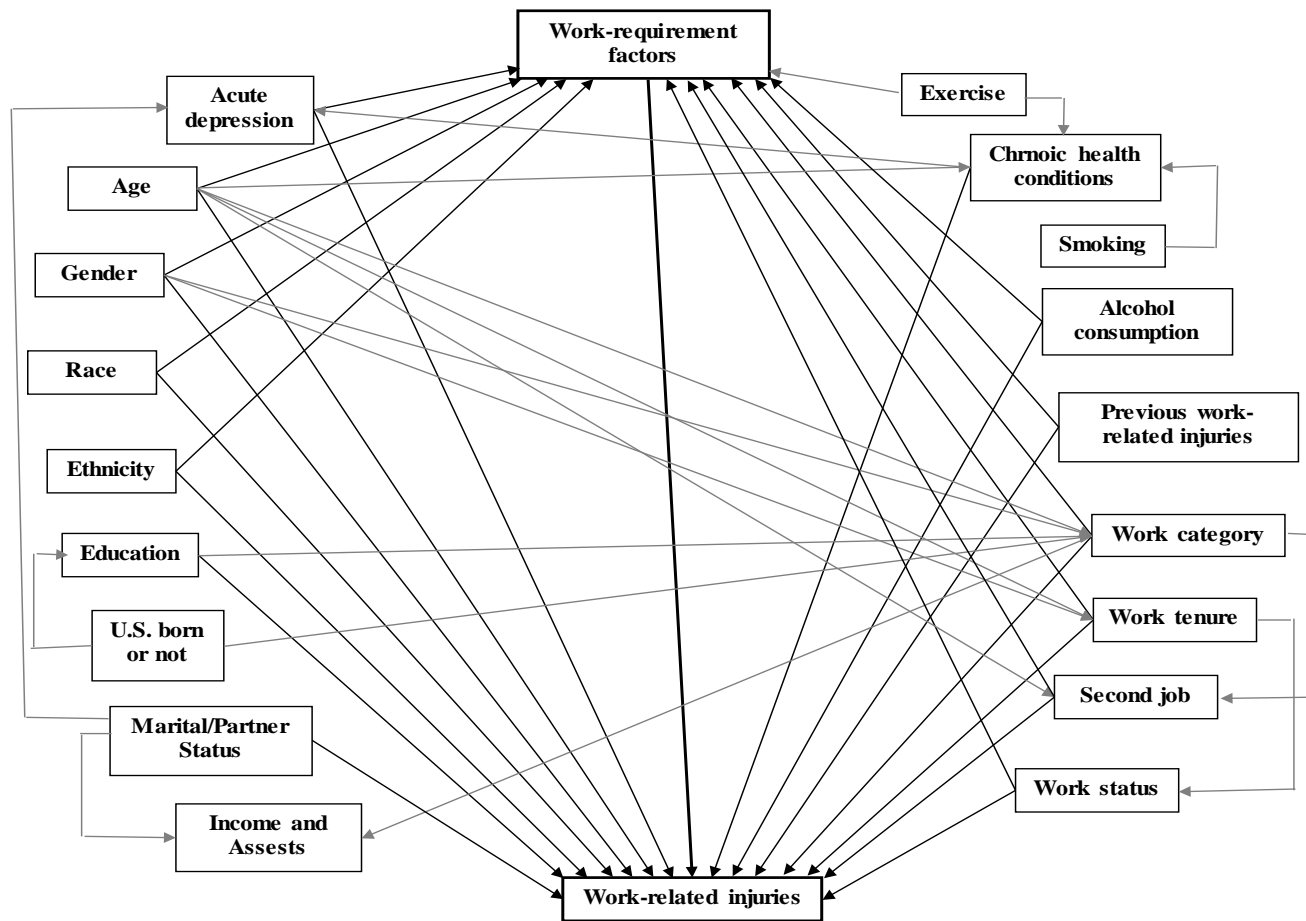 Work-requirement
factors
Acute
depression
Exercise
Chrnoic health
conditions
Age
Smoking
Gender
Alcohol
consumption
Race
Previous work-
related injuries
Ethnicity
Work category
Education
Work tenure
U.S. born
or not
Second job
Marital/Partner
Status
Work status
Income and
Assests
Work-related injuries